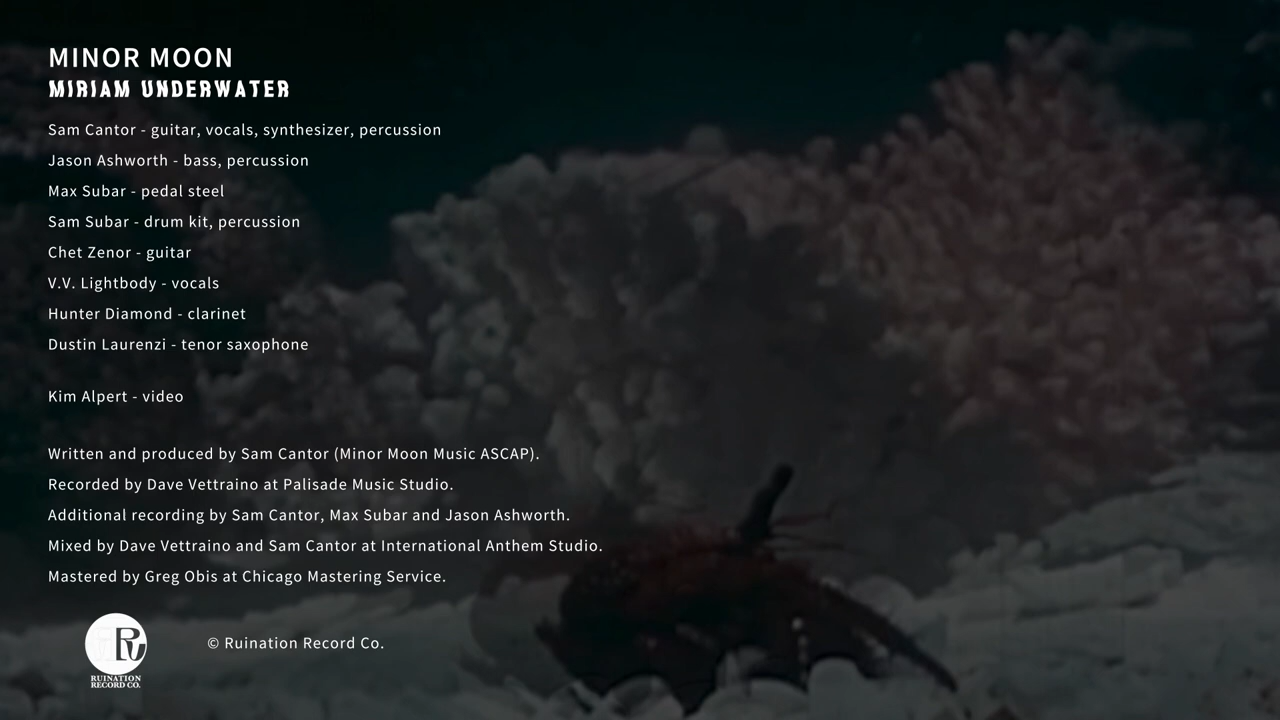 MINOR MOON
MIRIAM UNDERWATER
Sam Cantor - guitar, vocals, synthesizer, percussion
Jason Ashworth - bass, percussion
Max Subar - pedal steel
Sam Subar - drum kit, percussion
Chet Zenor - guitar
V.V. Lightbody - vocals
Hunter Diamond - clarinet
Dustin Laurenzi - tenor saxophone
Kim Alpert - video
Written and produced by Sam Cantor (Minor Moon Music ASCAP).
Recorded by Dave Vettraino at Palisade Music Studio.
Additional recording by Sam Cantor, Max Subar and Jason Ashworth.
Mixed by Dave Vettraino and Sam Cantor at International Anthem Studio.
Mastered by Greg Obis at Chicago Mastering Service.
R
RUINATION
RECORD CO.
© Ruination Record Co.